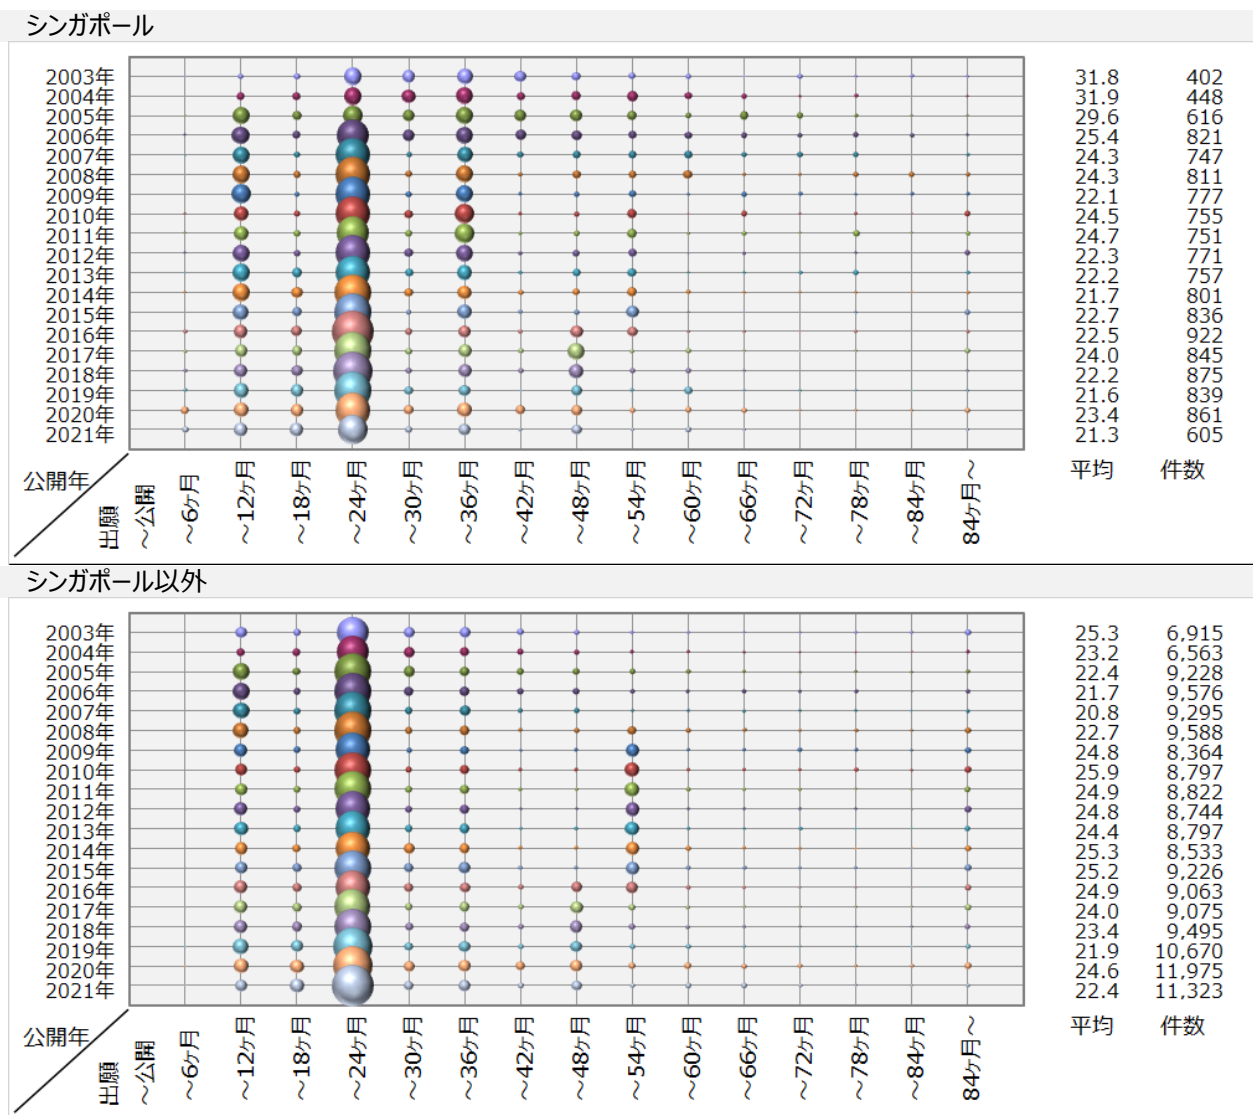 シンガポール
2003年 31.8 402
2004年 31.9 448
2005年 29.6 616
2006年 25.4 821
2007年 24.3 747
2008年 24.3 811
2009年 22.1 777
2010年 24.5 755
2011年 24.7 751
2012年 22.3 771
2013年 22.2 757
2014年 21.7 801
2015年 22.7 836
2016年 22.5 922
2017年 24.0 845
2018年 22.2 875
2019年 21.6 839
2020年 23.4 861
2021年 21.3 605
公開年 平均 件数
出願 ～公開 ～6ヶ月 ～12ヶ月 ～18ヶ月 ～24ヶ月 ～30ヶ月 ～36ヶ月 ～42ヶ月 ～48ヶ月 ～54ヶ月 ～60ヶ月 ～66ヶ月 ～72ヶ月 ～78ヶ月 ～84ヶ月 84ヶ月～
シンガポール以外
2003年 25.3 6,915
2004年 23.2 6,563
2005年 22.4 9,228
2006年 21.7 9,576
2007年 20.8 9,295
2008年 22.7 9,588
2009年 24.8 8,364
2010年 25.9 8,797
2011年 24.9 8,822
2012年 24.8 8,744
2013年 24.4 8,797
2014年 25.3 8,533
2015年 25.2 9,226
2016年 24.9 9,063
2017年 24.0 9,075
2018年 23.4 9,495
2019年 21.9 10,670
2020年 24.6 11,975
2021年 22.4 11,323
公開年 平均 件数
出願 ～公開 ～6ヶ月 ～12ヶ月 ～18ヶ月 ～24ヶ月 ～30ヶ月 ～36ヶ月 ～42ヶ月 ～48ヶ月 ～54ヶ月 ～60ヶ月 ～66ヶ月 ～72ヶ月 ～78ヶ月 ～84ヶ月 84ヶ月～